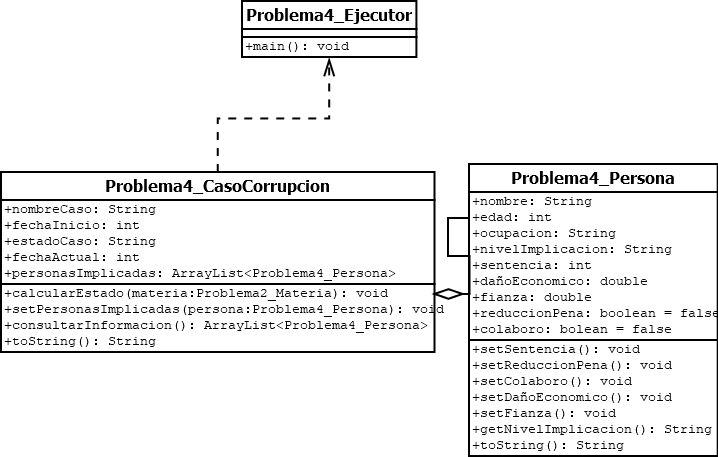 Problema4_Ejecutor
+main(): void
Problema4_CasoCorrupcion
+nombreCaso: String
+fechaInicio: int
+estadoCaso: String
+fechaActual: int
+personasImplicadas: ArrayList<Problema4_Persona>
+calcularEstado(materia:Problema2_Materia): void
+setPersonasImplicadas(persona:Problema4_Persona): void
+consultarInformacion(): ArrayList<Problema4_Persona>
+toString(): String
Problema4_Persona
+nombre: String
+edad: int
+ocupacion: String
+nivelImplicacion: String
+sentencia: int
+dañoEconomico: double
+fianza: double
+reduccionPena: boolean = false
+colaboro: bolean = false
+setSentencia(): void
+setReduccionPena(): void
+setColaboro(): void
+setDañoEconomico(): void
+setFianza(): void
+getNivelImplicacion(): String
+toString(): String